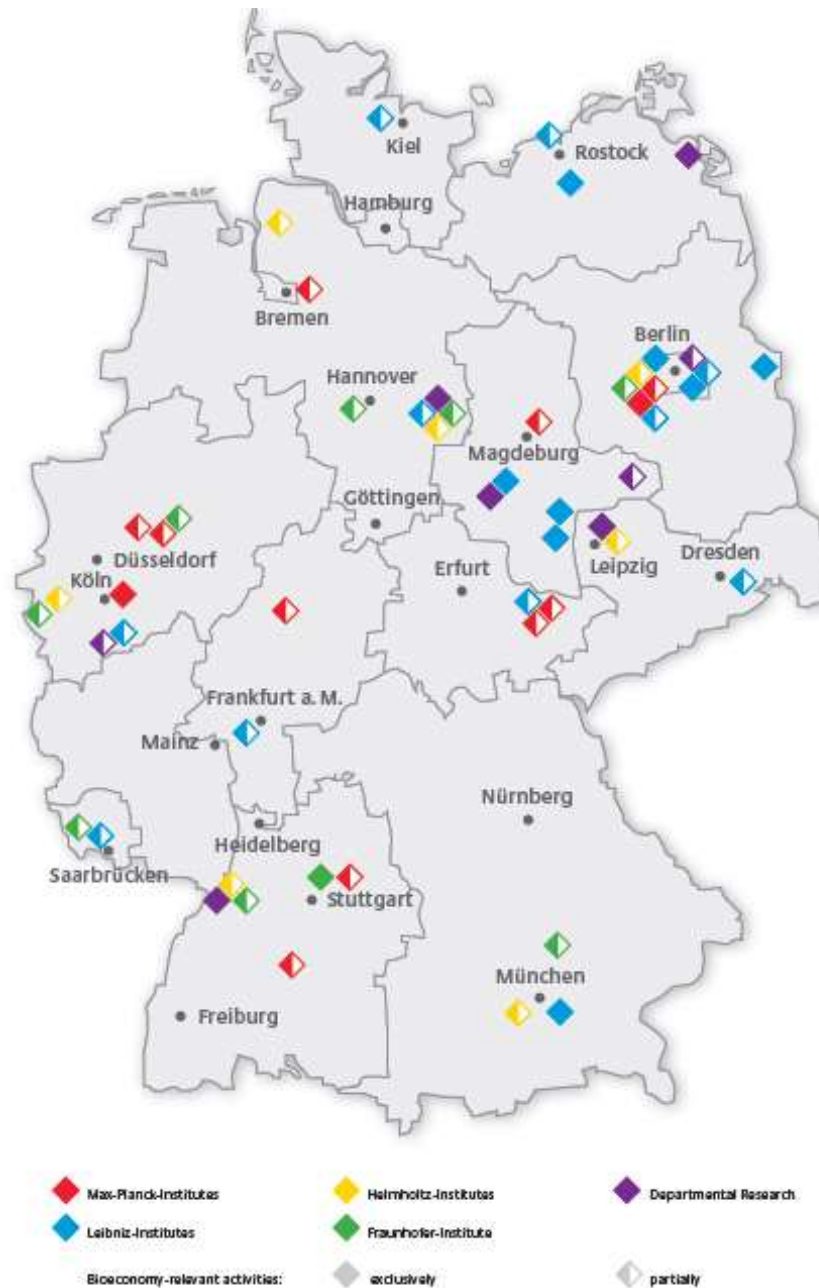 Kiel
Rostock
Hamburg
Bremen
Berlin
Hannover
Magdeburg
Göttingen
Düsseldorf
Köln
Erfurt
Leipzig
Dresden
Frankfurt a. M.
Mainz
Nürnberg
Heidelberg
Saarbrücken
Stuttgart
München
Freiburg
Max-Planck-Institutes
Helmholtz-Institutes
Departmental Research
Leibniz-Institutes
Fraunhofer-Institute
Bioeconomy-relevant activities: exclusively partially